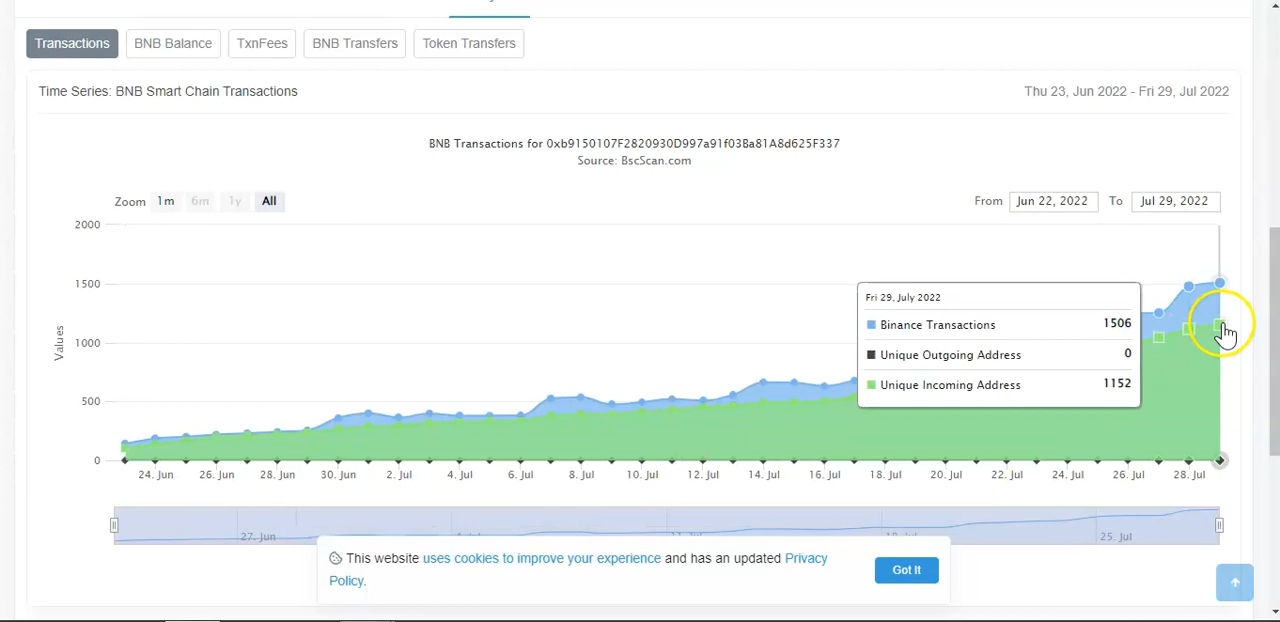 Transactions BNB Balance TxnFees BNB Transfers Token Transfers
Time Series: BNB Smart Chain Transactions Thu 23, Jun 2022 - Fri 29, Jul 2022
BNB Transactions for 0xb9150107F2820930D997a91f03Ba81A8d625F337
Source: BscScan.com
Zoom 1m 6m 1y All From Jun 22, 2022 To Jul 29, 2022
2000
1500
1000
500
0
Values
Fri 29, July 2022
Binance Transactions 1506
Unique Outgoing Address 0
Unique Incoming Address 1152
24. Jun 26. Jun 28. Jun 30. Jun 2. Jul 4. Jul 6. Jul 8. Jul 10. Jul 12. Jul 14. Jul 16. Jul 18. Jul 20. Jul 22. Jul 24. Jul 26. Jul 28. Jul
27. Jun 25. Jul
This website uses cookies to improve your experience and has an updated Privacy
Policy.
Got It